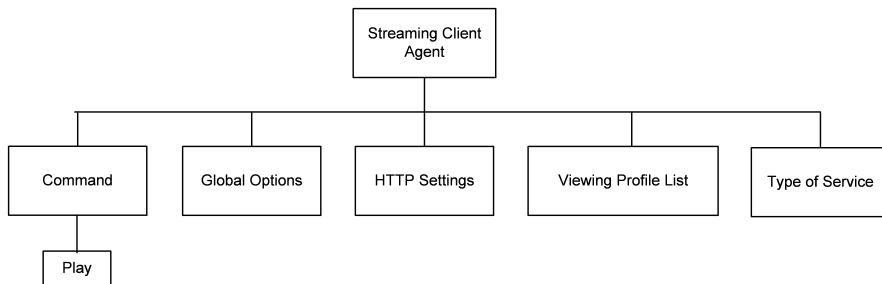 Streaming Client
Agent
Command
Global Options
HTTP Settings
Viewing Profile List
Type of Service
Play